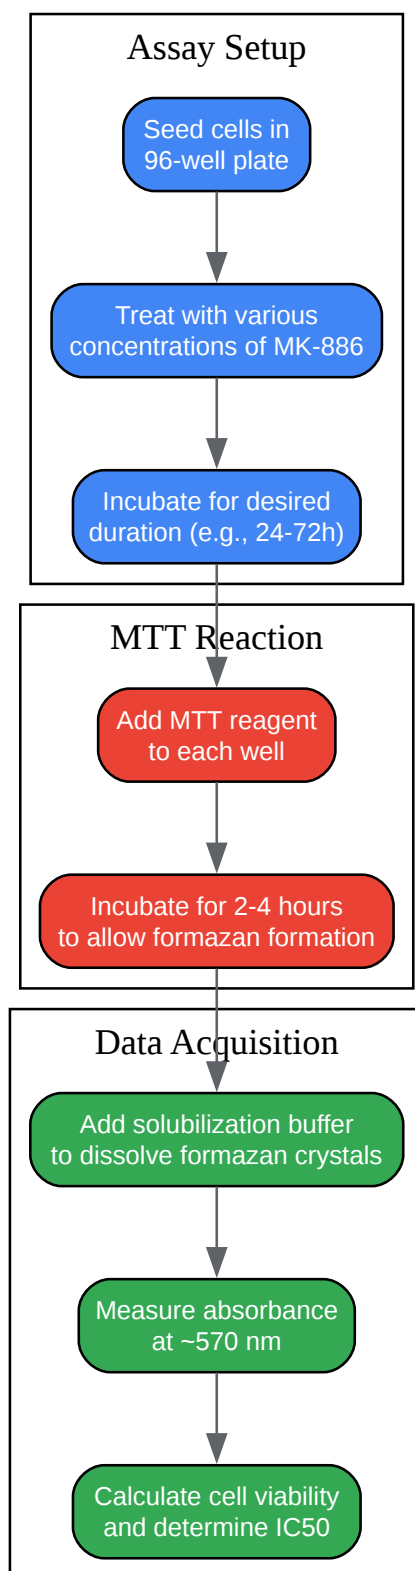 Assay Setup
Seed cells in
96-well plate
Treat with various
concentrations of MK-886
Incubate for desired
duration (e.g., 24-72h)
MTT Reaction
Add MTT reagent
to each well
Incubate for 2-4 hours
to allow formazan formation
Data Acquisition
Add solubilization buffer
to dissolve formazan crystals
Measure absorbance
at ~570 nm
Calculate cell viability
and determine IC50